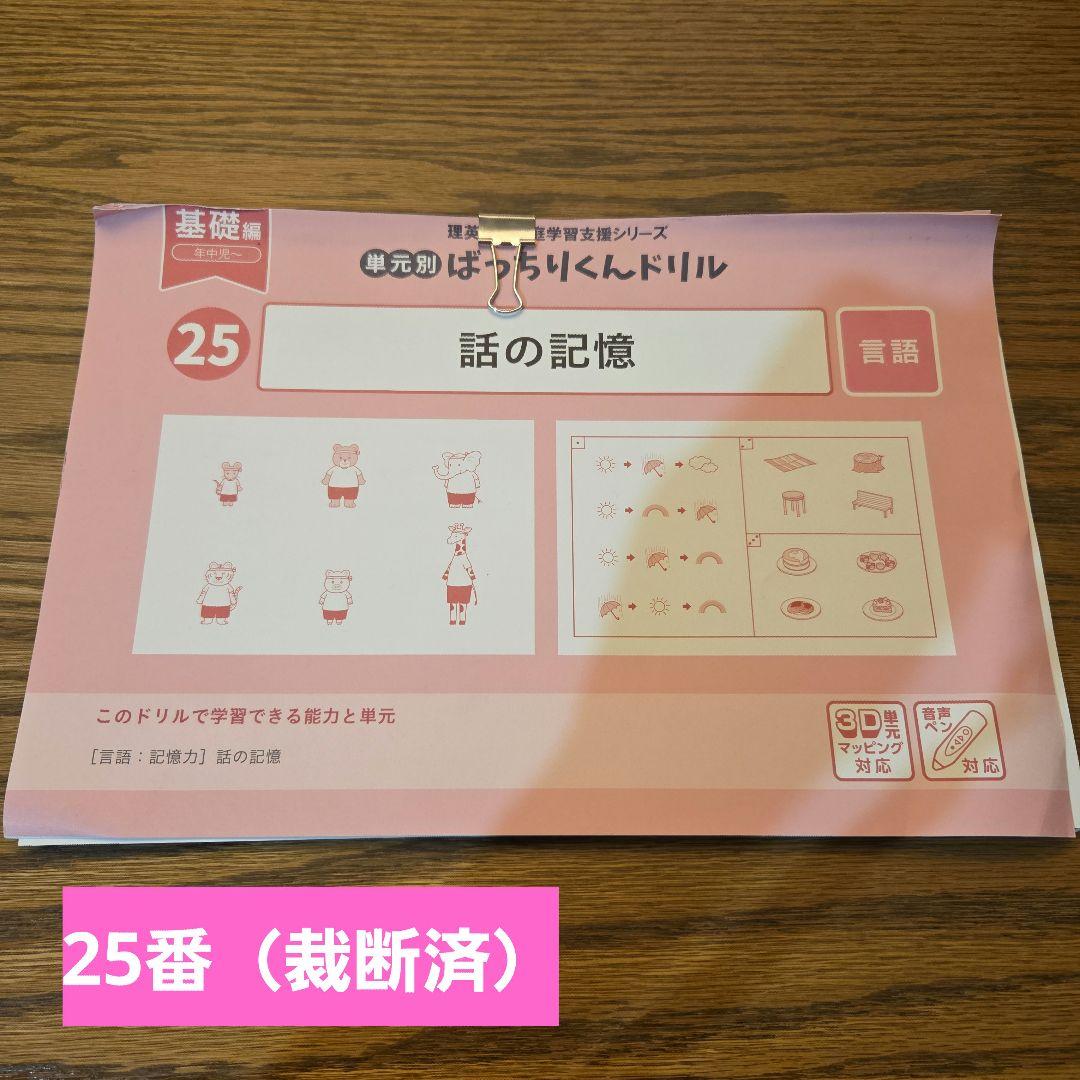 基礎編
年中児～
理英 庭学習支援シリーズ
単元別 ばっちりくんドリル
25
話の記憶
言語
このドリルで学習できる能力と単元
［言語：記憶力］話の記憶
3D単元
マッピング
対応
音声
ペン
対応
25番（裁断済）